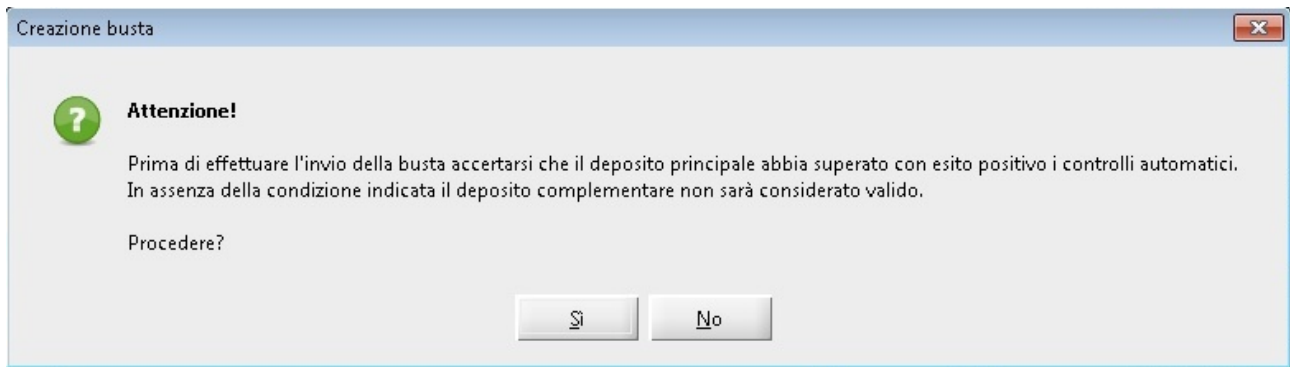 Creazione busta
Attenzione!
Prima di effettuare l'invio della busta accertarsi che il deposito principale abbia superato con esito positivo i controlli automatici.
In assenza della condizione indicata il deposito complementare non sarà considerato valido.
Procedere?
Sì
No